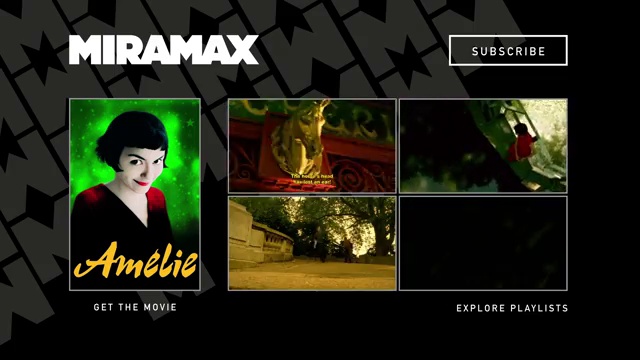 MIRAMAX
SUBSCRIBE
The horse's head
has lost an ear!
Amélie
GET THE MOVIE
EXPLORE PLAYLISTS